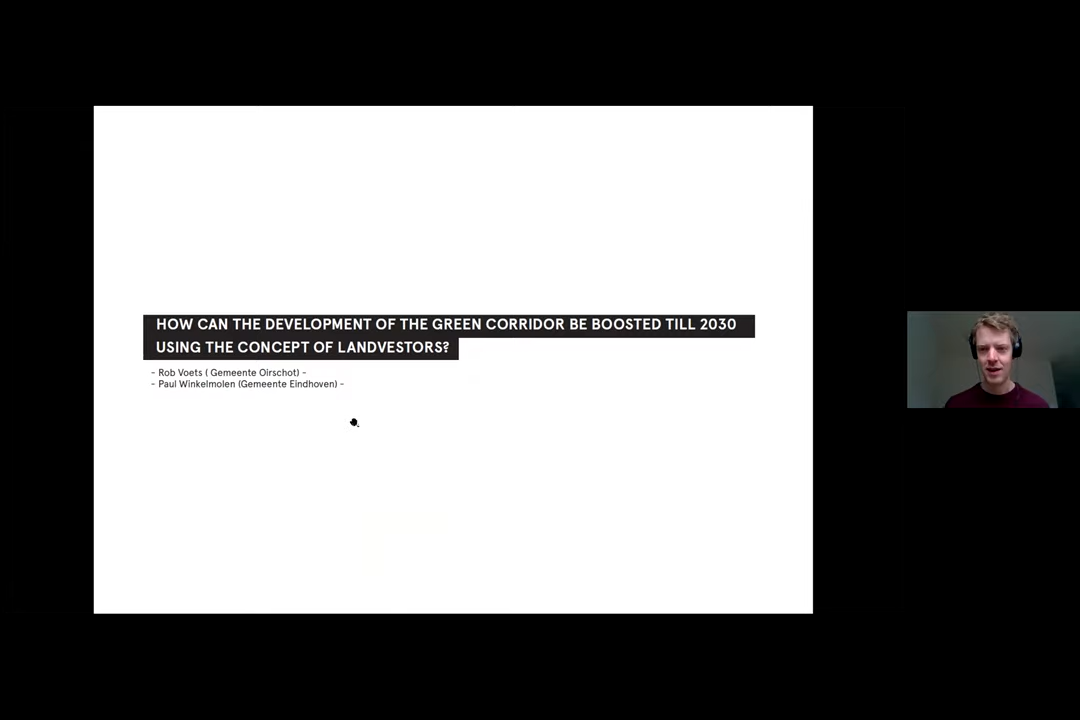 HOW CAN THE DEVELOPMENT OF THE GREEN CORRIDOR BE BOOSTED TILL 2030
USING THE CONCEPT OF LANDVESTORS?
- Rob Voets ( Gemeente Oirschot) -
- Paul Winkelmolen (Gemeente Eindhoven) -